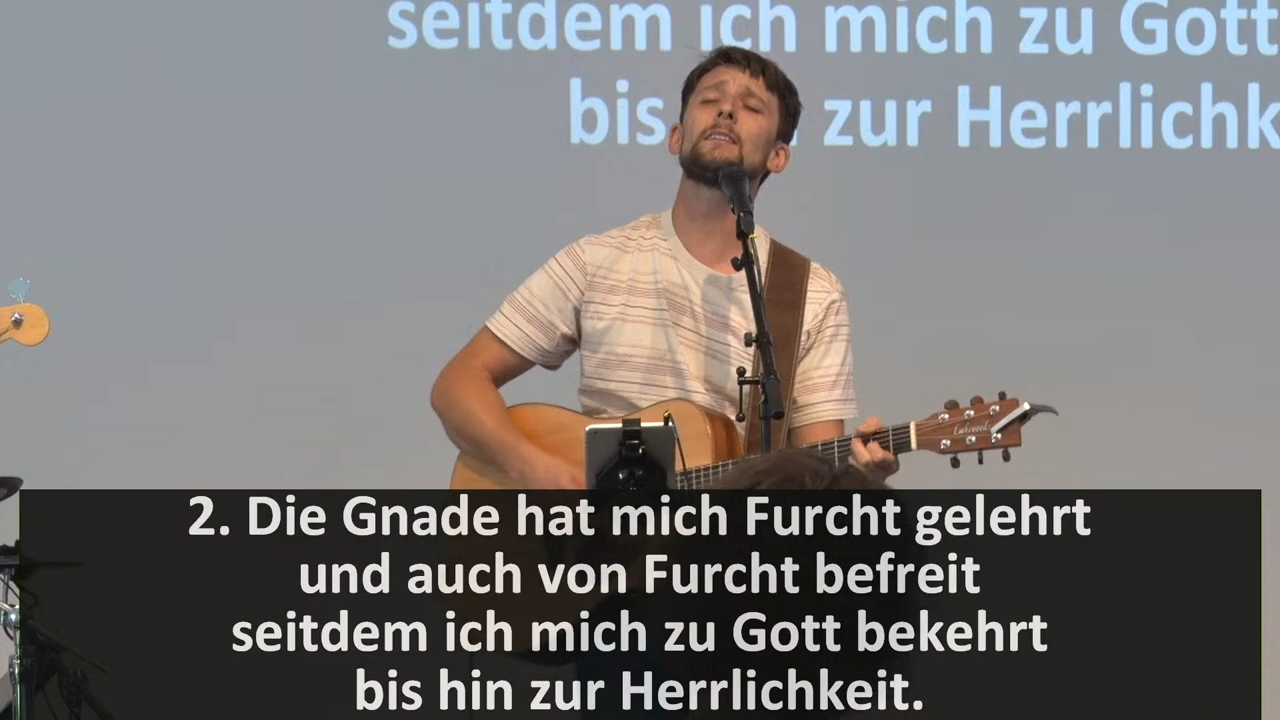 seitdem ich mich zu Gott
bis zur Herrlichk
2. Die Gnade hat mich Furcht gelehrt
und auch von Furcht befreit
seitdem ich mich zu Gott bekehrt
bis hin zur Herrlichkeit.